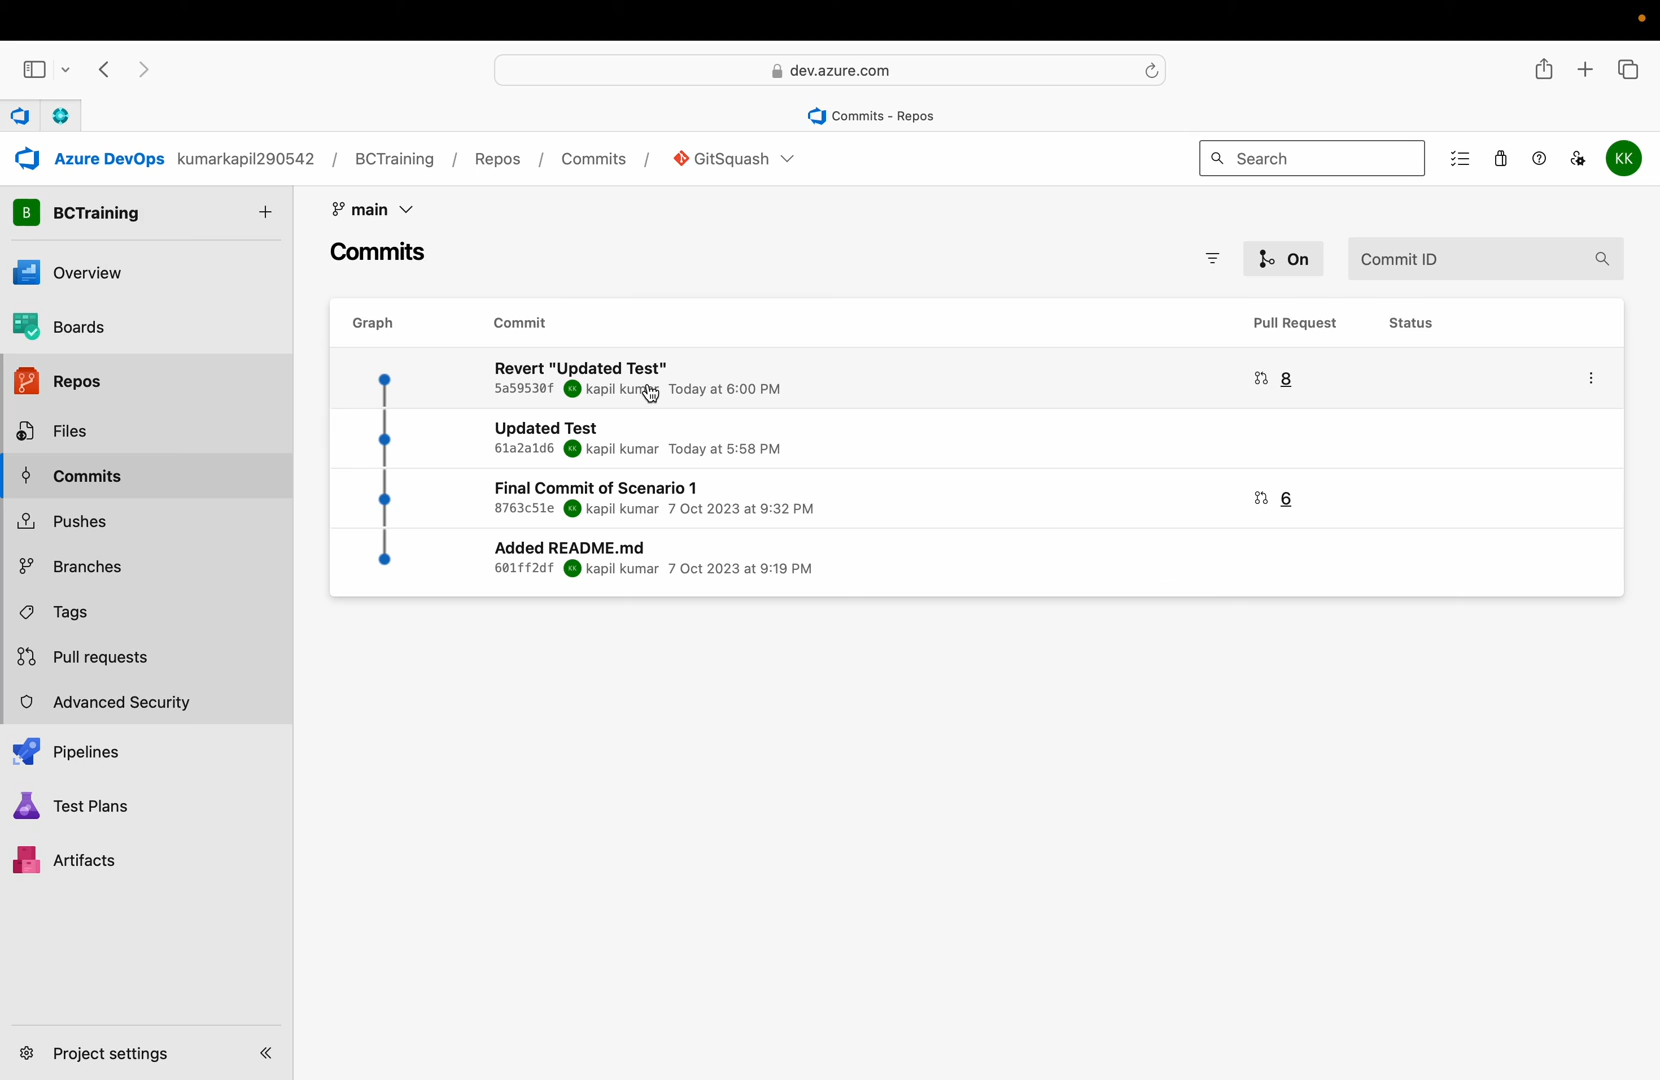 dev.azure.com
Commits - Repos
Azure DevOps kumarkapil290542 / BCTraining / Repos / Commits / GitSquash
Search
KK
B BCTraining
Overview
Boards
Repos
Files
Commits
Pushes
Branches
Tags
Pull requests
Advanced Security
Pipelines
Test Plans
Artifacts
Project settings
main
Commits
On
Commit ID
Graph Commit Pull Request Status
Revert "Updated Test"
5a59530f KK kapil kumar Today at 6:00 PM
8
Updated Test
61a2a1d6 KK kapil kumar Today at 5:58 PM
Final Commit of Scenario 1
8763c51e KK kapil kumar 7 Oct 2023 at 9:32 PM
6
Added README.md
601ff2df KK kapil kumar 7 Oct 2023 at 9:19 PM